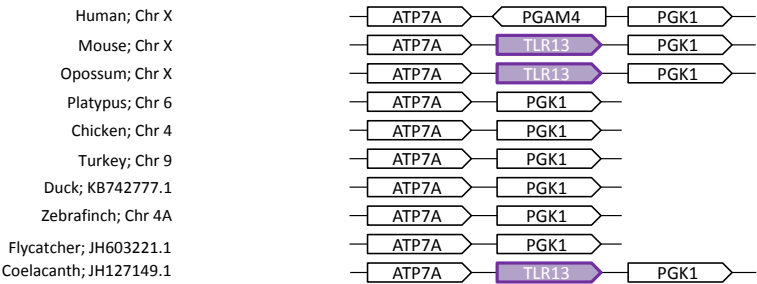 Human; Chr X ATP7A PGAM4 PGK1
Mouse; Chr X ATP7A TLR13 PGK1
Opossum; Chr X ATP7A TLR13 PGK1
Platypus; Chr 6 ATP7A PGK1
Chicken; Chr 4 ATP7A PGK1
Turkey; Chr 9 ATP7A PGK1
Duck; KB742777.1 ATP7A PGK1
Zebrafinch; Chr 4A ATP7A PGK1
Flycatcher; JH603221.1 ATP7A PGK1
Coelacanth; JH127149.1 ATP7A TLR13 PGK1